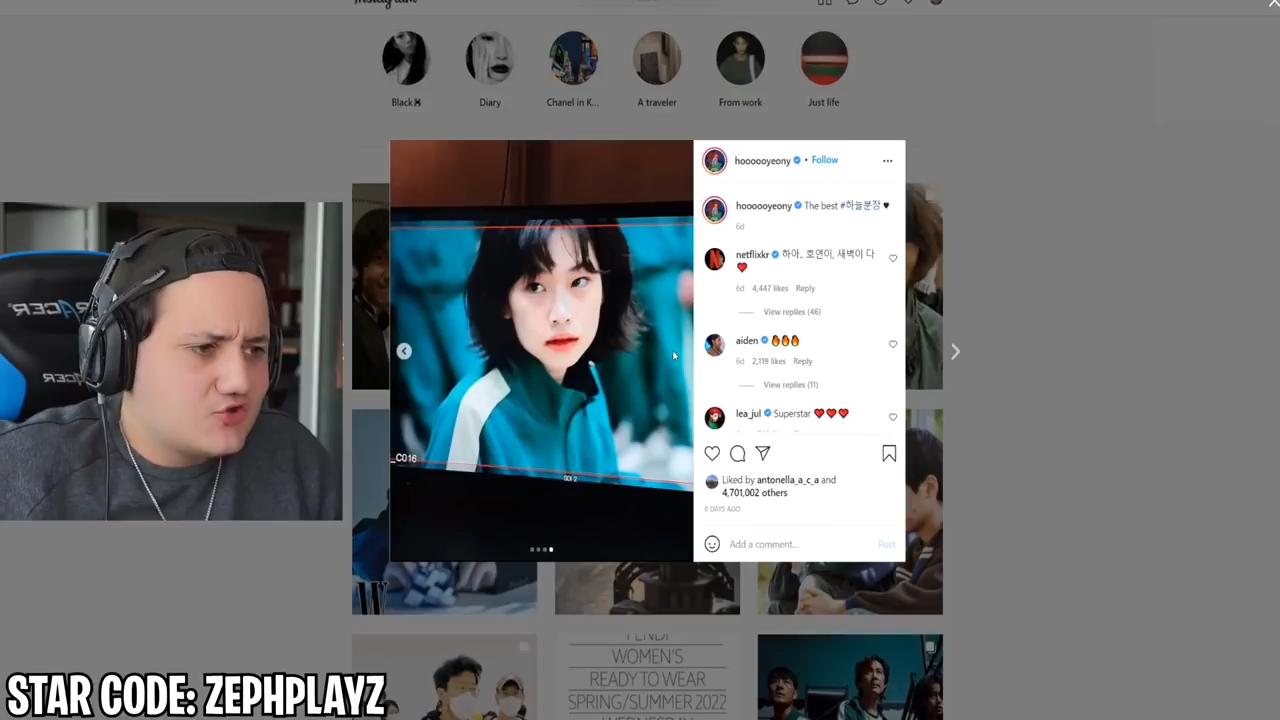 Black🐰
Diary
Chanel in K...
A traveler
From work
Just life
hoooooyeony • Follow
hoooooyeony The best #하늘분장 ♥
6d
netflixkr 하아.. 호연이, 새벽이 다
❤️
6d 4,447 likes Reply
View replies (46)
aiden 🔥🔥🔥
6d 2,119 likes Reply
View replies (11)
lea_jul Superstar ❤️❤️❤️
Liked by antonella_a_c_a and
4,701,002 others
6 DAYS AGO
Add a comment...
Post
_C016
W
FENDI
WOMEN'S
READY TO WEAR
SPRING/SUMMER 2022
STAR CODE: ZEPHPLAYZ